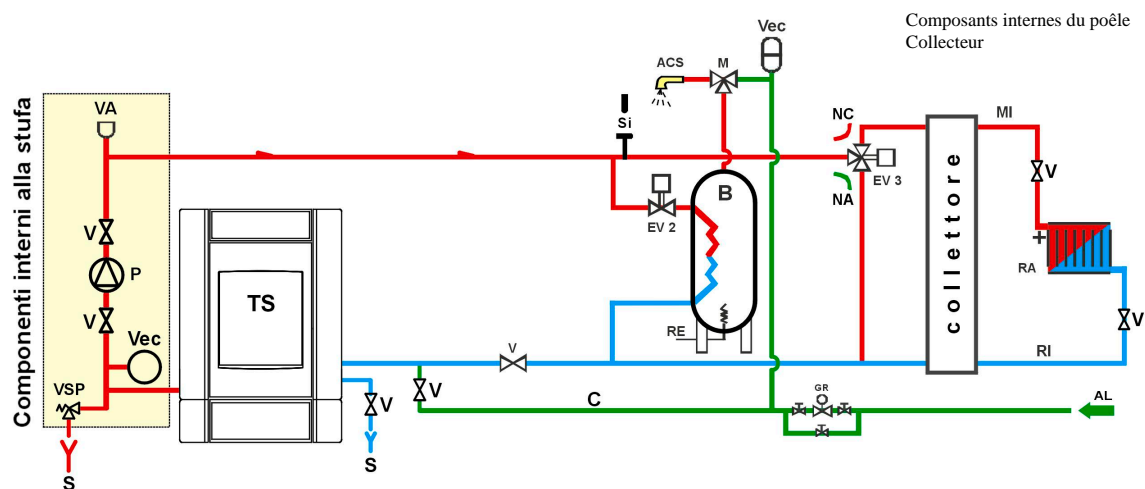 Composants internes du poêle
Collecteur
Componenti interni alla stufa
VA
V
P
V
Vec
VSP
S
TS
V
S
V
V
C
Si
EV 2
ACS
M
Vec
B
RE
GR
AL
NC
NA
EV 3
collettore
MI
V
+
RA
V
RI